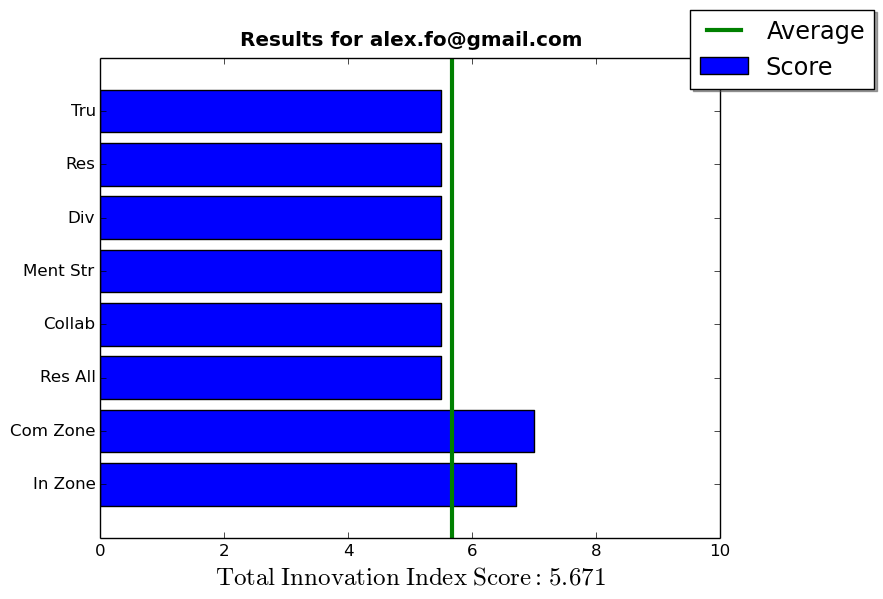 Results for alex.fo@gmail.com
Average
Score
Tru
Res
Div
Ment Str
Collab
Res All
Com Zone
In Zone
0 2 4 6 8 10
Total Innovation Index Score: 5.671